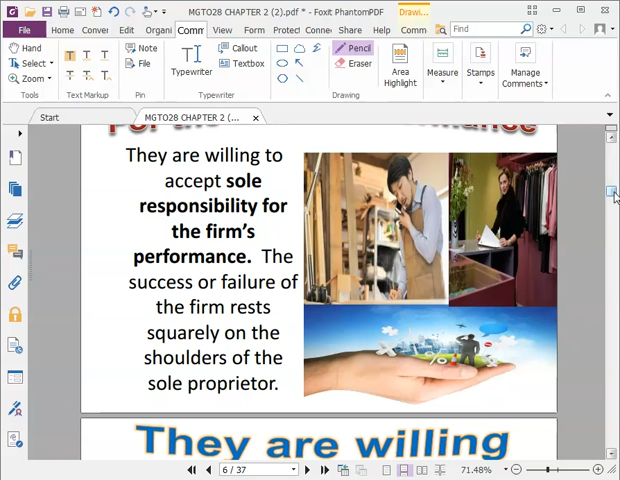 MGTO28 CHAPTER 2 (2).pdf * - Foxit PhantomPDF
Drawi...
File Home Conver Edit Organi Comm View Form Protect Share Help Comm
Find
Hand
Select
Zoom
Tools
T T T
T T T
Text Markup
Note
File
Pin
Typewriter
Callout
Textbox
Typewriter
Pencil
Eraser
Drawing
Area
Highlight
Measure
Stamps
Manage
Comments
Start
MGTO28 CHAPTER 2 (...
They are willing to
accept sole
responsibility for
the firm's
performance. The
success or failure of
the firm rests
squarely on the
shoulders of the
sole proprietor.
%
They are willing
6 / 37
71.48%